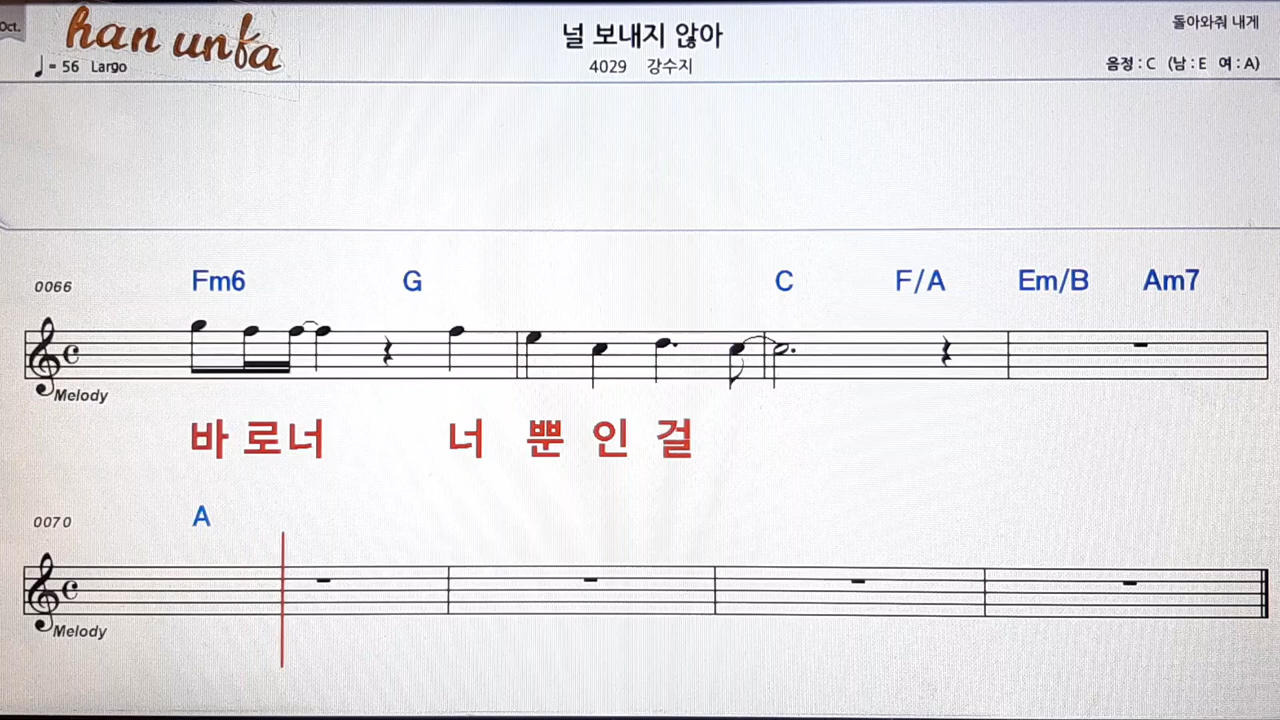 Oct.
han unfa
♩= 56 Largo
널 보내지 않아
4029 강수지
돌아와줘 내게
음정 : C (남 : E 여 : A)
0066
Fm6 G C F/A Em/B Am7
Melody
바 로 너 너 뿐 인 걸
0070
A
Melody